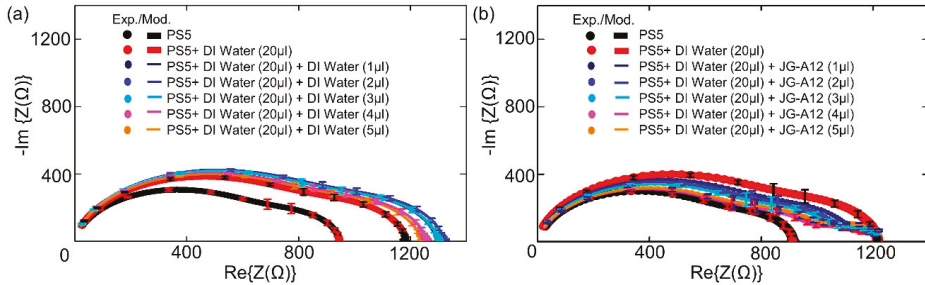 (a)
Exp./Mod.
PS5
PS5+ DI Water (20µl)
PS5+ DI Water (20µl) + DI Water (1µl)
PS5+ DI Water (20µl) + DI Water (2µl)
PS5+ DI Water (20µl) + DI Water (3µl)
PS5+ DI Water (20µl) + DI Water (4µl)
PS5+ DI Water (20µl) + DI Water (5µl)
-Im {Z(Ω)}
1200
800
400
0
0
400
800
1200
Re{Z(Ω)}
(b)
Exp./Mod.
PS5
PS5+ DI Water (20µl)
PS5+ DI Water (20µl) + JG-A12 (1µl)
PS5+ DI Water (20µl) + JG-A12 (2µl)
PS5+ DI Water (20µl) + JG-A12 (3µl)
PS5+ DI Water (20µl) + JG-A12 (4µl)
PS5+ DI Water (20µl) + JG-A12 (5µl)
-Im {Z(Ω)}
1200
800
400
0
0
400
800
1200
Re{Z(Ω)}